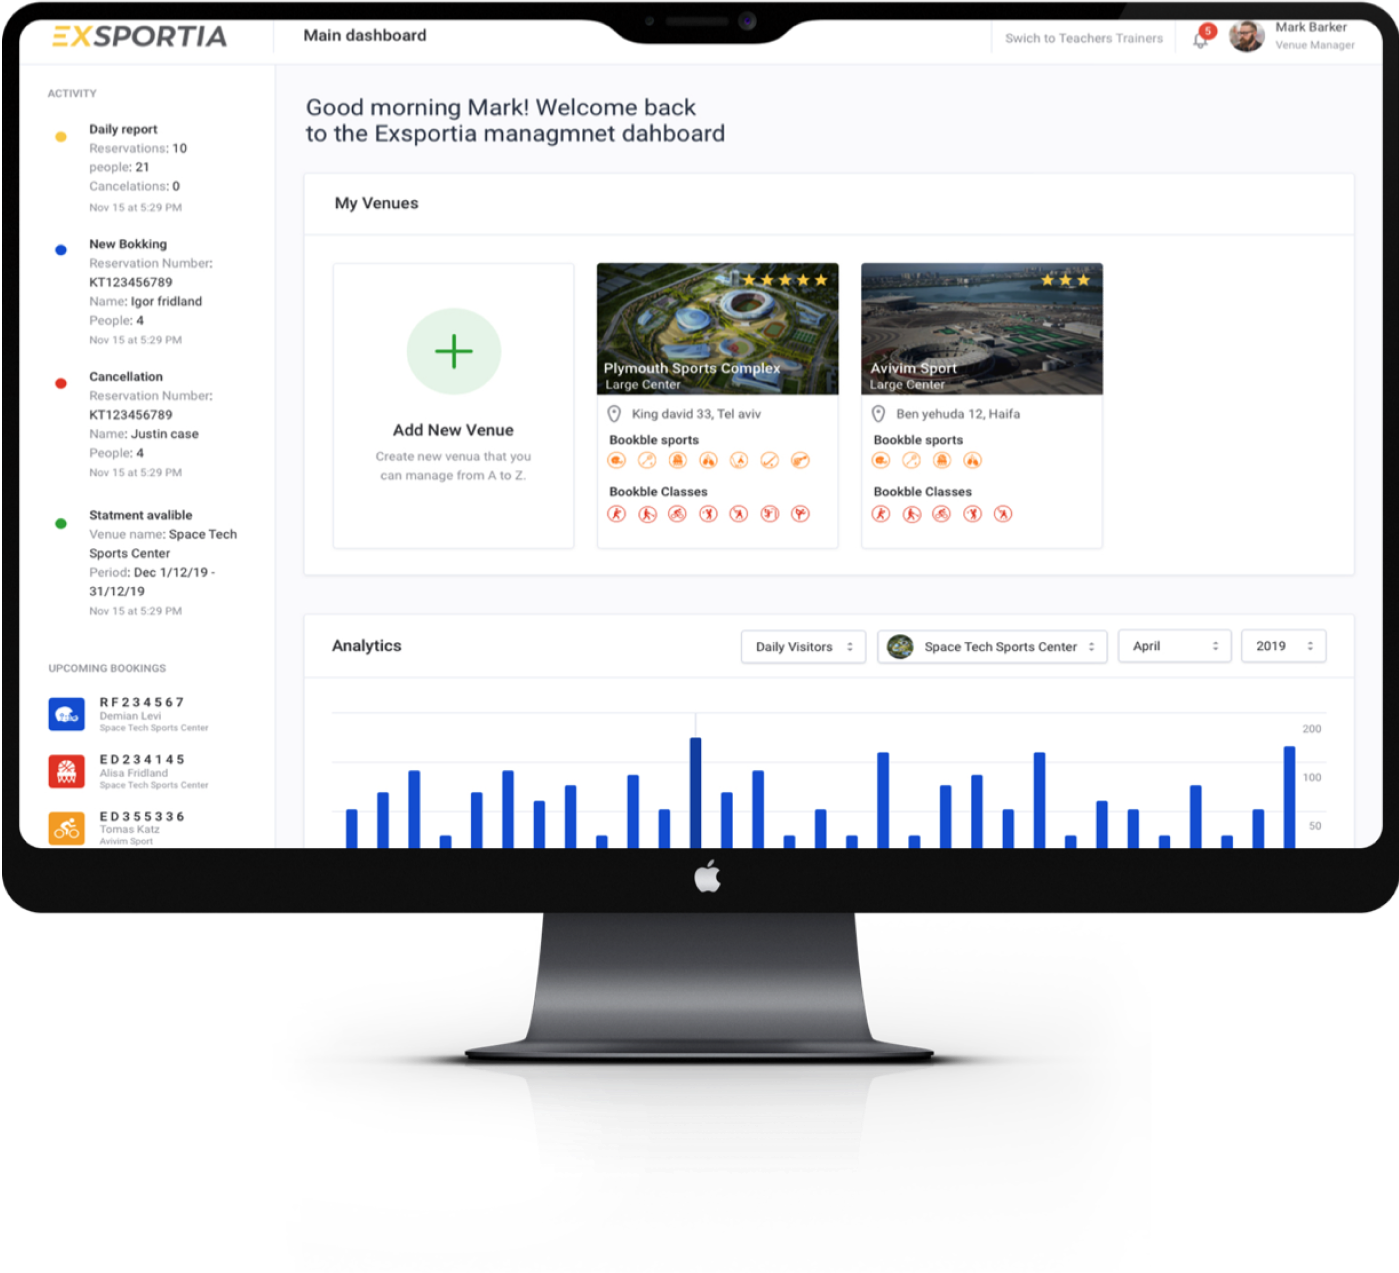 EXSPORTIA
Main dashboard
Swich to Teachers Trainers
5
Mark Barker
Venue Manager
ACTIVITY
Daily report
Reservations: 10
people: 21
Cancelations: 0
Nov 15 at 5:29 PM
New Bokking
Reservation Number:
KT123456789
Name: Igor fridland
People: 4
Nov 15 at 5:29 PM
Cancellation
Reservation Number:
KT123456789
Name: Justin case
People: 4
Nov 15 at 5:29 PM
Statment avalible
Venue name: Space Tech
Sports Center
Period: Dec 1/12/19 -
31/12/19
Nov 15 at 5:29 PM
UPCOMING BOOKINGS
RF234567
Demian Levi
Space Tech Sports Center
ED234145
Alisa Fridland
Space Tech Sports Center
ED355336
Tomas Katz
Avivim Sport
Good morning Mark! Welcome back
to the Exsportia managmnet dahboard
My Venues
Add New Venue
Create new venua that you
can manage from A to Z.
Plymouth Sports Complex
Large Center
King david 33, Tel aviv
Bookble sports
Bookble Classes
Avivim Sport
Large Center
Ben yehuda 12, Haifa
Bookble sports
Bookble Classes
Analytics
Daily Visitors
Space Tech Sports Center
April
2019
200
100
50